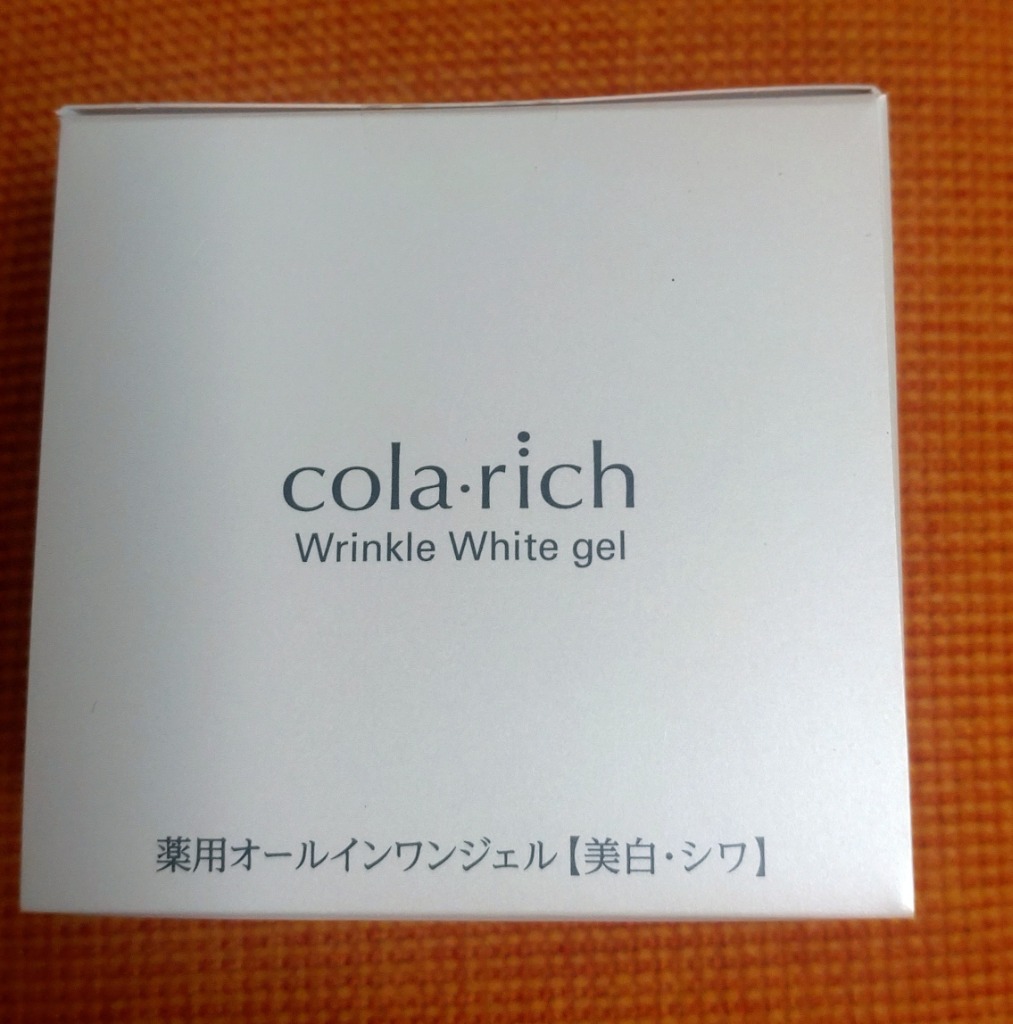 cola·rich
Wrinkle White gel
薬用オールインワンジェル【美白・シワ】